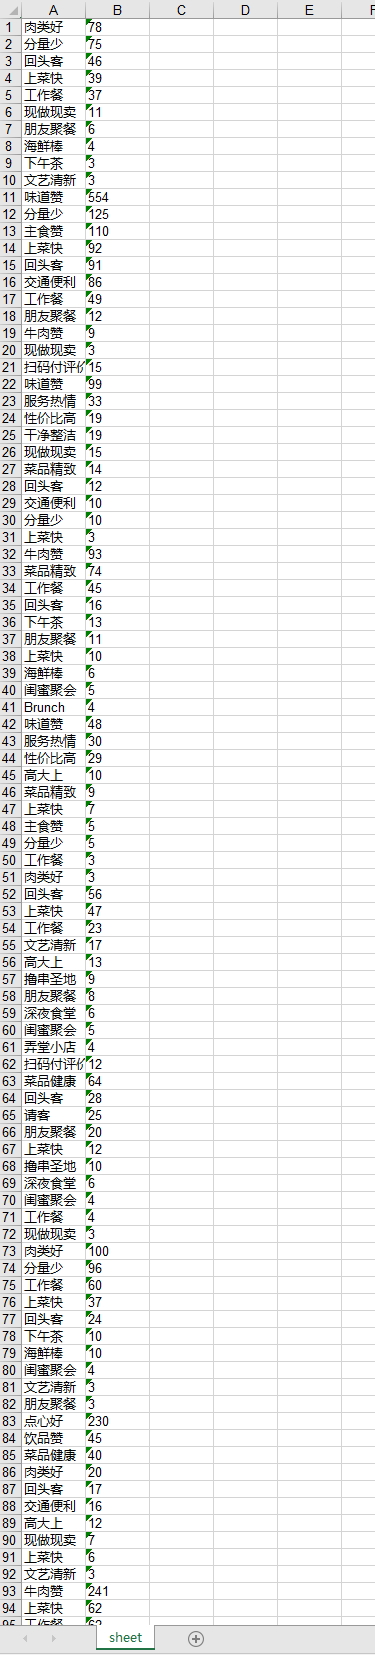 A B C D E F
1 肉类好 78
2 分量少 75
3 回头客 46
4 上菜快 39
5 工作餐 37
6 现做现卖 11
7 朋友聚餐 6
8 海鲜棒 4
9 下午茶 3
10 文艺清新 3
11 味道赞 554
12 分量少 125
13 主食赞 110
14 上菜快 92
15 回头客 91
16 交通便利 86
17 工作餐 49
18 朋友聚餐 12
19 牛肉赞 9
20 现做现卖 3
21 扫码付评价 15
22 味道赞 99
23 服务热情 33
24 性价比高 19
25 干净整洁 19
26 现做现卖 15
27 菜品精致 14
28 回头客 12
29 交通便利 10
30 分量少 10
31 上菜快 3
32 牛肉赞 93
33 菜品精致 74
34 工作餐 45
35 回头客 16
36 下午茶 13
37 朋友聚餐 11
38 上菜快 10
39 海鲜棒 6
40 闺蜜聚会 5
41 Brunch 4
42 味道赞 48
43 服务热情 30
44 性价比高 29
45 高大上 10
46 菜品精致 9
47 上菜快 7
48 主食赞 5
49 分量少 5
50 工作餐 3
51 肉类好 3
52 回头客 56
53 上菜快 47
54 工作餐 23
55 文艺清新 17
56 高大上 13
57 撸串圣地 9
58 朋友聚餐 8
59 深夜食堂 6
60 闺蜜聚会 5
61 弄堂小店 4
62 扫码付评价 12
63 菜品健康 64
64 回头客 28
65 请客 25
66 朋友聚餐 20
67 上菜快 12
68 撸串圣地 10
69 深夜食堂 6
70 闺蜜聚会 4
71 工作餐 4
72 现做现卖 3
73 肉类好 100
74 分量少 96
75 工作餐 60
76 上菜快 37
77 回头客 24
78 下午茶 10
79 海鲜棒 10
80 闺蜜聚会 4
81 文艺清新 3
82 朋友聚餐 3
83 点心好 230
84 饮品赞 45
85 菜品健康 40
86 肉类好 20
87 回头客 17
88 交通便利 16
89 高大上 12
90 现做现卖 7
91 上菜快 6
92 文艺清新 3
93 牛肉赞 241
94 上菜快 62
95 工作餐 62
sheet